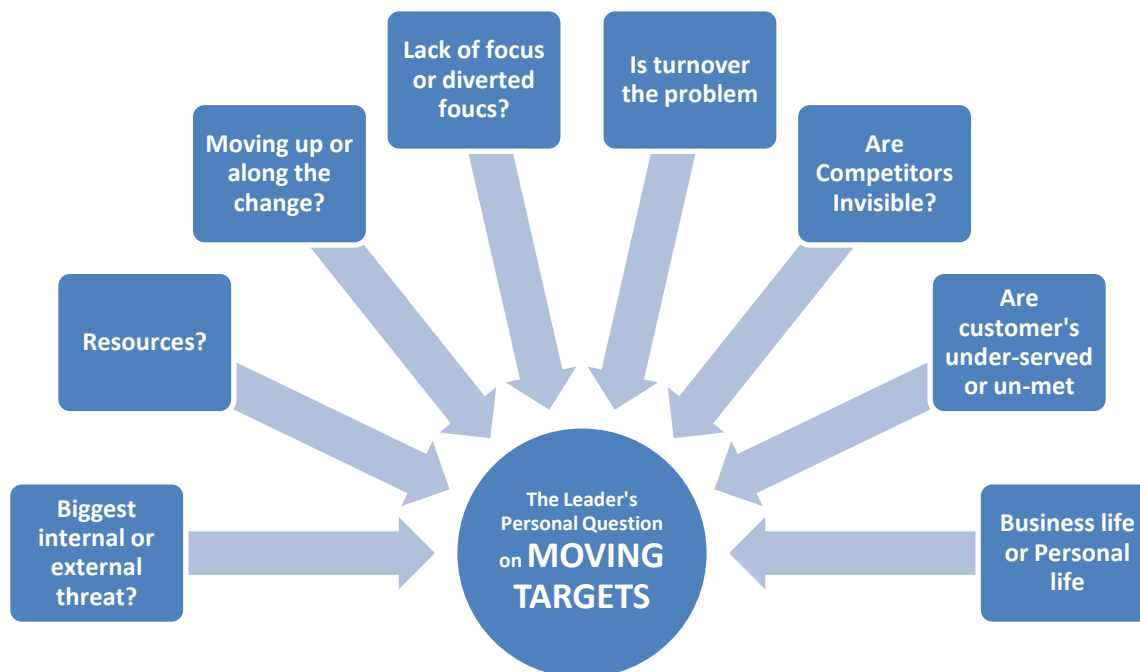 Lack of focus
or diverted
foucs?
Is turnover
the problem
Moving up or
along the
change?
Are
Competitors
Invisible?
Resources?
Are
customer's
under-served
or un-met
Biggest
internal or
external
threat?
The Leader's
Personal Question
on MOVING
TARGETS
Business life
or Personal
life